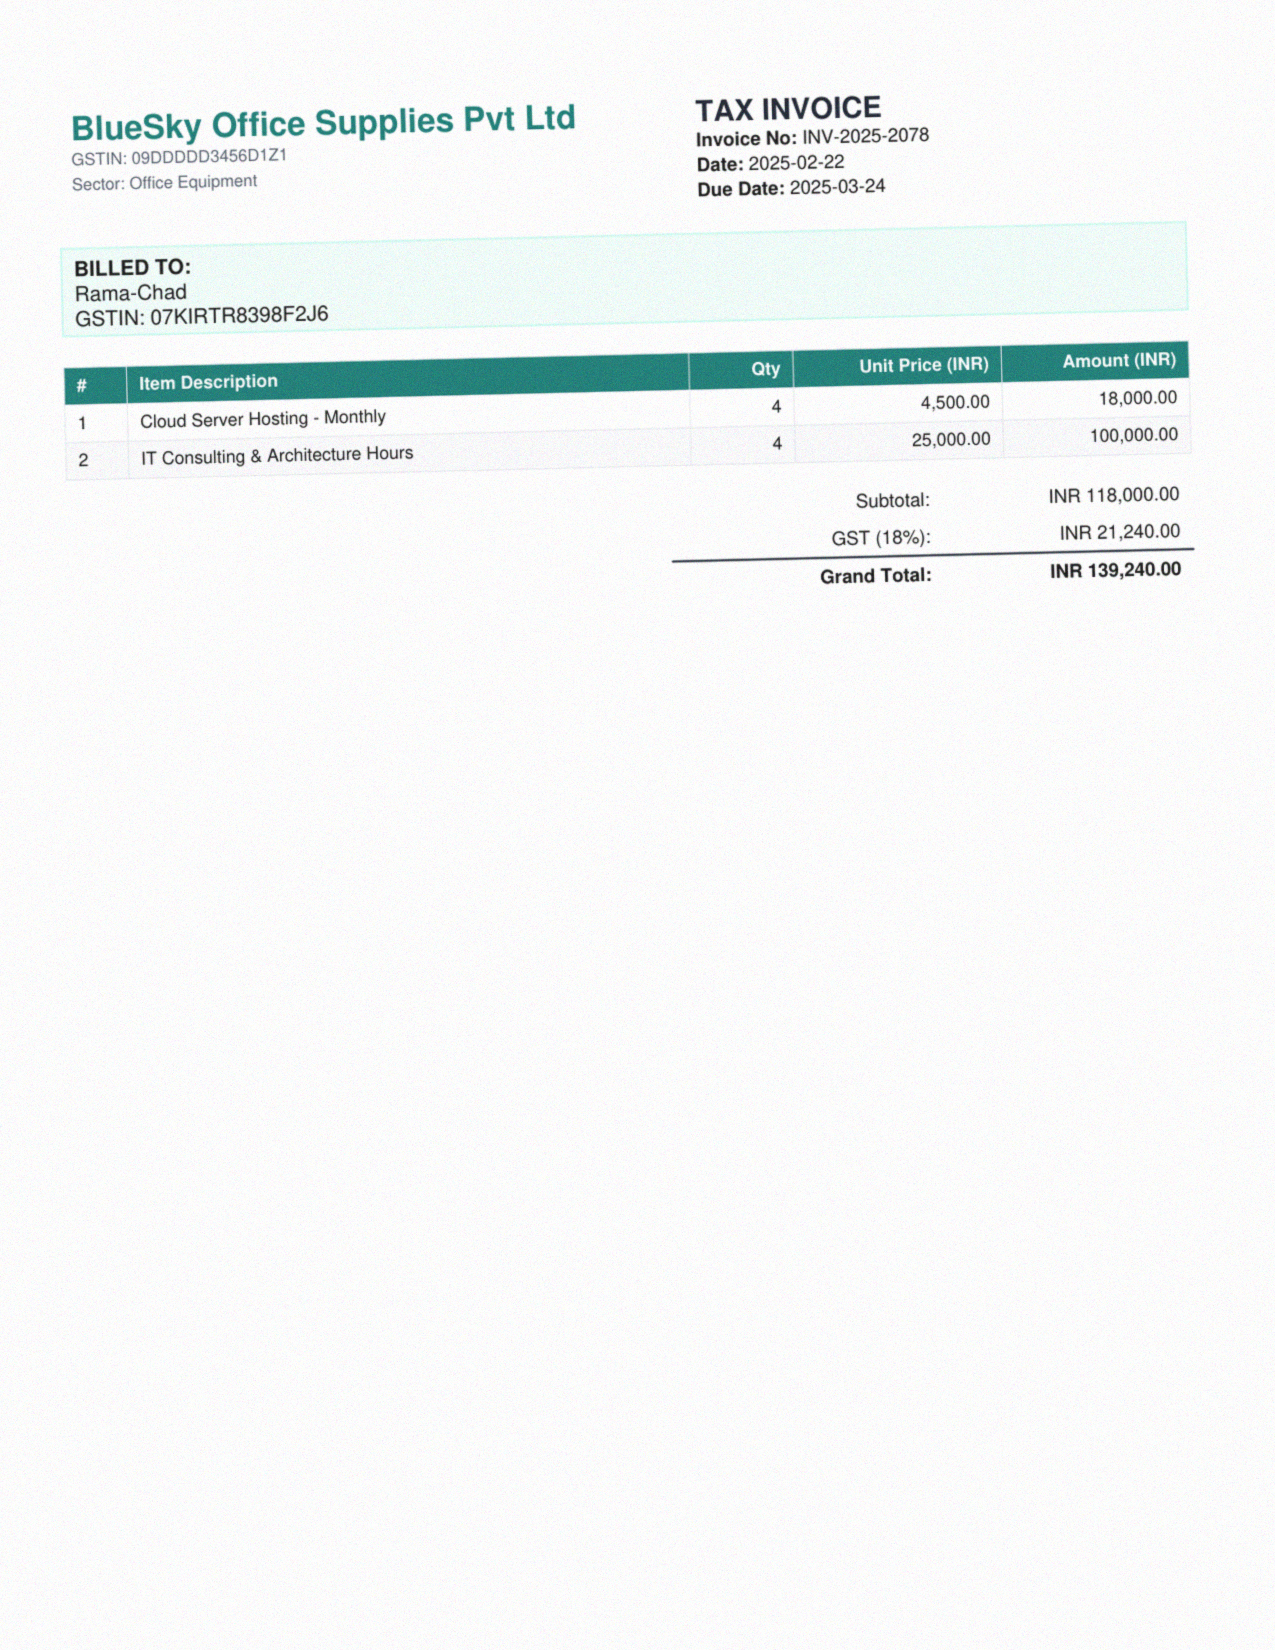 BlueSky Office Supplies Pvt Ltd
GSTIN: 09DDDDD3456D1Z1
Sector: Office Equipment
TAX INVOICE
Invoice No: INV-2025-2078
Date: 2025-02-22
Due Date: 2025-03-24
BILLED TO:
Rama-Chad
GSTIN: 07KIRTR8398F2J6
# Item Description Qty Unit Price (INR) Amount (INR)
1 Cloud Server Hosting - Monthly 4 4,500.00 18,000.00
2 IT Consulting & Architecture Hours 4 25,000.00 100,000.00
Subtotal: INR 118,000.00
GST (18%): INR 21,240.00
Grand Total: INR 139,240.00